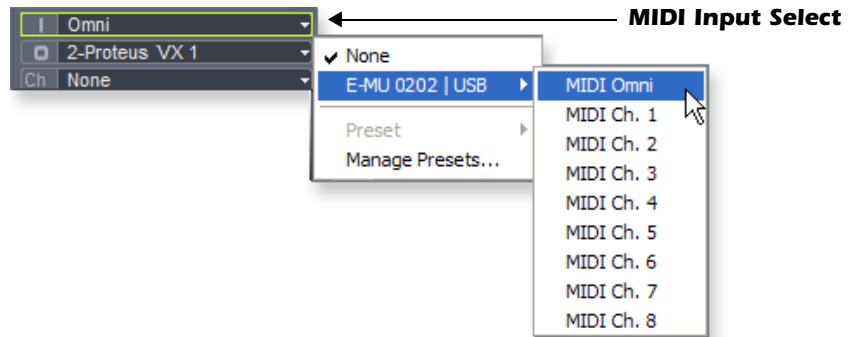 I Omni
MIDI Input Select
O 2-Proteus VX 1
Ch None
None
E-MU 0202 | USB
Preset
Manage Presets...
MIDI Omni
MIDI Ch. 1
MIDI Ch. 2
MIDI Ch. 3
MIDI Ch. 4
MIDI Ch. 5
MIDI Ch. 6
MIDI Ch. 7
MIDI Ch. 8